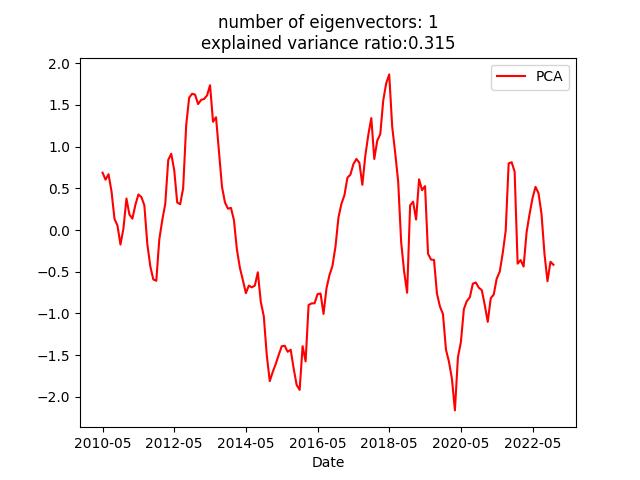 number of eigenvectors: 1
explained variance ratio:0.315
PCA
2.0
1.5
1.0
0.5
0.0
−0.5
−1.0
−1.5
−2.0
2010-05 2012-05 2014-05 2016-05 2018-05 2020-05 2022-05
Date